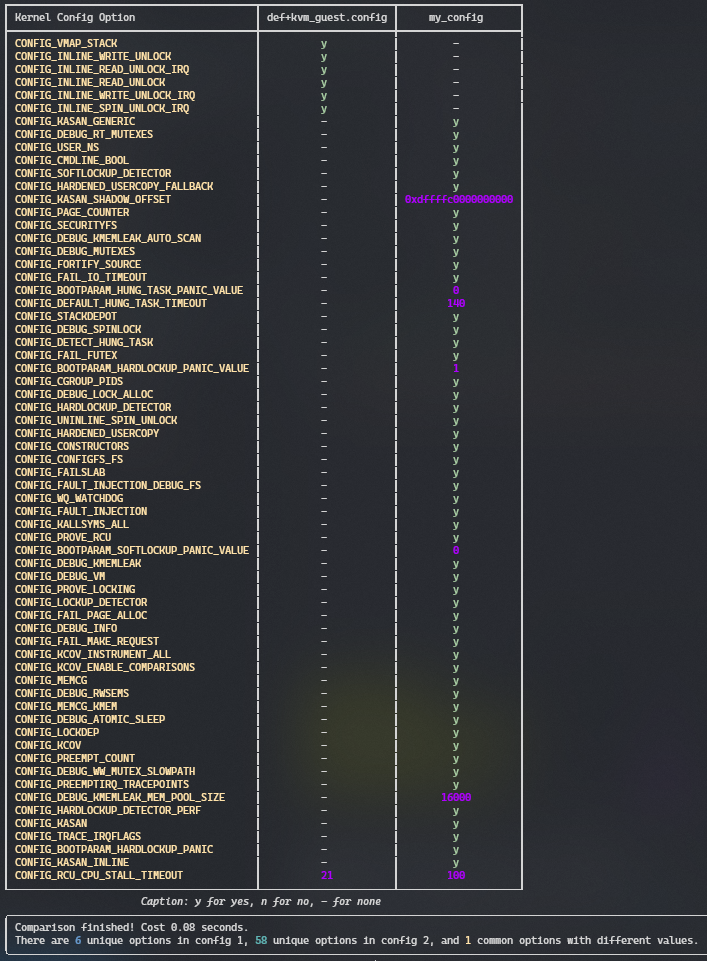 Kernel Config Option def+kvm_guest.config my_config
CONFIG_VMAP_STACK y –
CONFIG_INLINE_WRITE_UNLOCK y –
CONFIG_INLINE_READ_UNLOCK_IRQ y –
CONFIG_INLINE_READ_UNLOCK y –
CONFIG_INLINE_WRITE_UNLOCK_IRQ y –
CONFIG_INLINE_SPIN_UNLOCK_IRQ y –
CONFIG_KASAN_GENERIC – y
CONFIG_DEBUG_RT_MUTEXES – y
CONFIG_USER_NS – y
CONFIG_CMDLINE_BOOL – y
CONFIG_SOFTLOCKUP_DETECTOR – y
CONFIG_HARDENED_USERCOPY_FALLBACK – y
CONFIG_KASAN_SHADOW_OFFSET – 0xdffffc0000000000
CONFIG_PAGE_COUNTER – y
CONFIG_SECURITYFS – y
CONFIG_DEBUG_KMEMLEAK_AUTO_SCAN – y
CONFIG_DEBUG_MUTEXES – y
CONFIG_FORTIFY_SOURCE – y
CONFIG_FAIL_IO_TIMEOUT – y
CONFIG_BOOTPARAM_HUNG_TASK_PANIC_VALUE – 0
CONFIG_DEFAULT_HUNG_TASK_TIMEOUT – 140
CONFIG_STACKDEPOT – y
CONFIG_DEBUG_SPINLOCK – y
CONFIG_DETECT_HUNG_TASK – y
CONFIG_FAIL_FUTEX – y
CONFIG_BOOTPARAM_HARDLOCKUP_PANIC_VALUE – 1
CONFIG_CGROUP_PIDS – y
CONFIG_DEBUG_LOCK_ALLOC – y
CONFIG_HARDLOCKUP_DETECTOR – y
CONFIG_UNINLINE_SPIN_UNLOCK – y
CONFIG_HARDENED_USERCOPY – y
CONFIG_CONSTRUCTORS – y
CONFIG_CONFIGFS_FS – y
CONFIG_FAILSLAB – y
CONFIG_FAULT_INJECTION_DEBUG_FS – y
CONFIG_WQ_WATCHDOG – y
CONFIG_FAULT_INJECTION – y
CONFIG_KALLSYMS_ALL – y
CONFIG_PROVE_RCU – y
CONFIG_BOOTPARAM_SOFTLOCKUP_PANIC_VALUE – 0
CONFIG_DEBUG_KMEMLEAK – y
CONFIG_DEBUG_VM – y
CONFIG_PROVE_LOCKING – y
CONFIG_LOCKUP_DETECTOR – y
CONFIG_FAIL_PAGE_ALLOC – y
CONFIG_DEBUG_INFO – y
CONFIG_FAIL_MAKE_REQUEST – y
CONFIG_KCOV_INSTRUMENT_ALL – y
CONFIG_KCOV_ENABLE_COMPARISONS – y
CONFIG_MEMCG – y
CONFIG_DEBUG_RWSEMS – y
CONFIG_MEMCG_KMEM – y
CONFIG_DEBUG_ATOMIC_SLEEP – y
CONFIG_LOCKDEP – y
CONFIG_KCOV – y
CONFIG_PREEMPT_COUNT – y
CONFIG_DEBUG_WW_MUTEX_SLOWPATH – y
CONFIG_PREEMPTIRQ_TRACEPOINTS – y
CONFIG_DEBUG_KMEMLEAK_MEM_POOL_SIZE – 16000
CONFIG_HARDLOCKUP_DETECTOR_PERF – y
CONFIG_KASAN – y
CONFIG_TRACE_IRQFLAGS – y
CONFIG_BOOTPARAM_HARDLOCKUP_PANIC – y
CONFIG_KASAN_INLINE – y
CONFIG_RCU_CPU_STALL_TIMEOUT 21 100
Caption: y for yes, n for no, – for none
Comparison finished! Cost 0.08 seconds.
There are 6 unique options in config 1, 58 unique options in config 2, and 1 common options with different values.